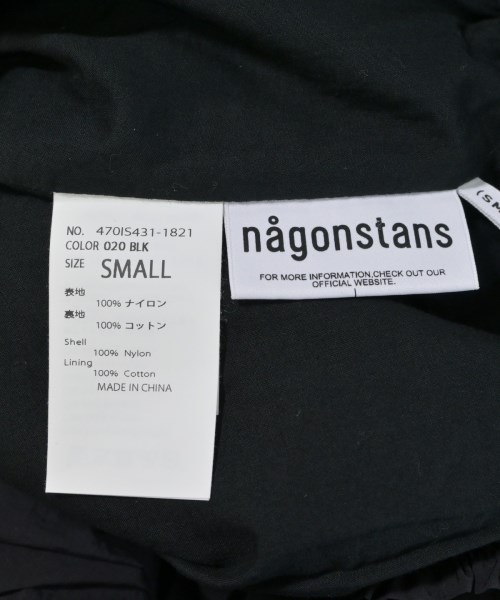 NO. 470IS431-1821
COLOR 020 BLK
SIZE SMALL
表地
100% ナイロン
裏地
100% コットン
Shell
100% Nylon
Lining
100% Cotton
MADE IN CHINA
någonstans
FOR MORE INFORMATION,CHECK OUT OUR
OFFICIAL WEBSITE.